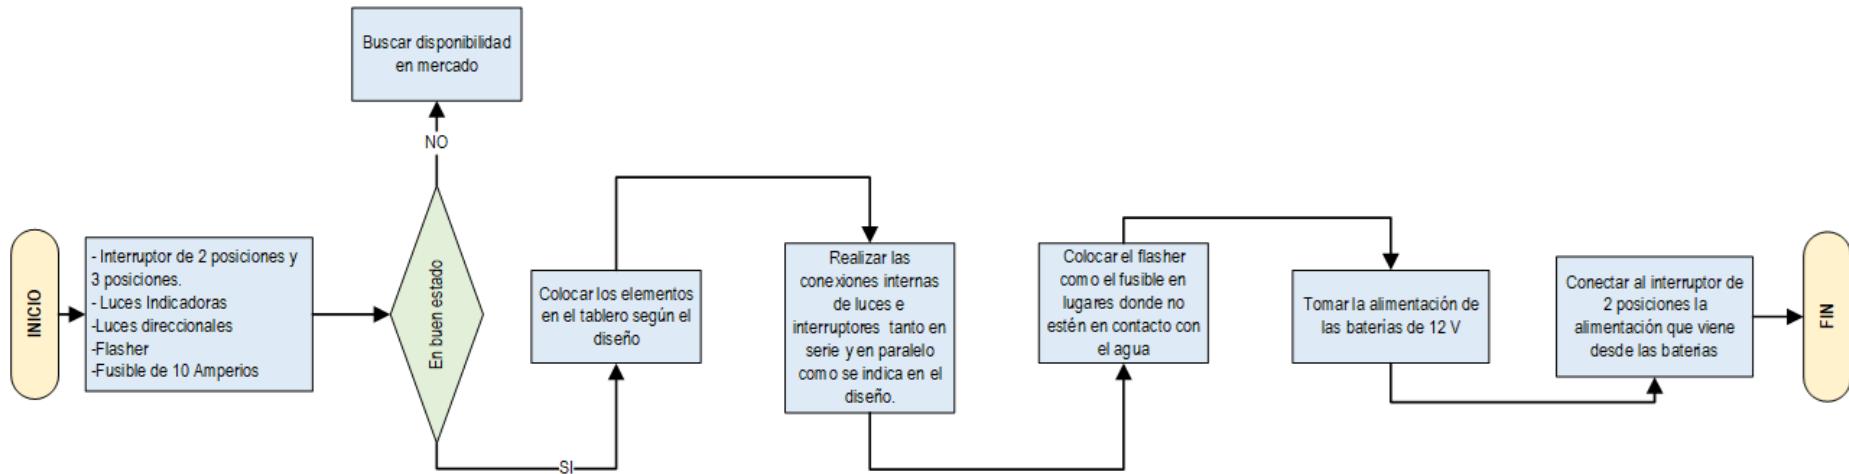 INICIO
- Interruptor de 2 posiciones y
3 posiciones.
- Luces Indicadoras
-Luces direccionales
-Flasher
-Fusible de 10 Amperios
En buen estado
NO
Buscar disponibilidad
en mercado
SI
Colocar los elementos
en el tablero según el
diseño
Realizar las
conexiones internas
de luces e
interruptores tanto en
serie y en paralelo
como se indica en el
diseño.
Colocar el flasher
como el fusible en
lugares donde no
estén en contacto con
el agua
Tomar la alimentación de
las baterías de 12 V
Conectar al interruptor de
2 posiciones la
alimentación que viene
desde las baterias
FIN